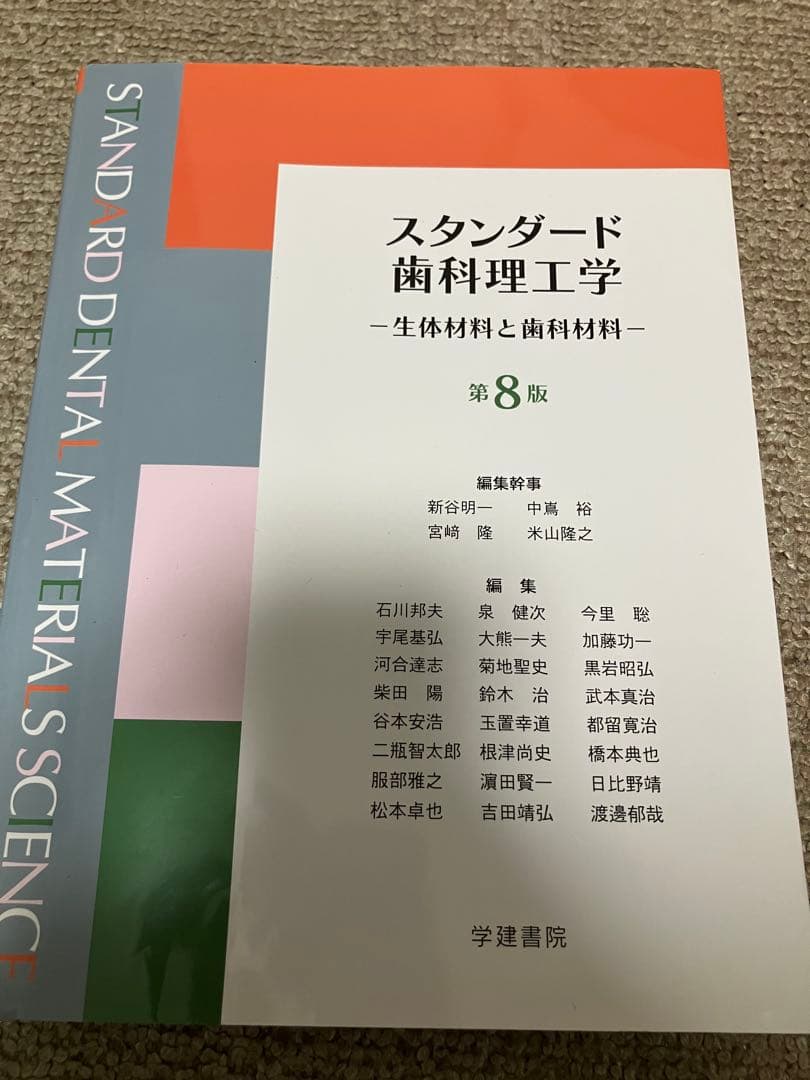 STANDARD DENTAL MATERIALS SCIENCE
スタンダード
歯科理工学
－生体材料と歯科材料－
第8版
編集幹事
新谷明一 中嶌 裕
宮﨑 隆 米山隆之
編 集
石川邦夫 泉 健次 今里 聡
宇尾基弘 大熊一夫 加藤功一
河合達志 菊地聖史 黒岩昭弘
柴田 陽 鈴木 治 武本真治
谷本安浩 玉置幸道 都留寛治
二瓶智太郎 根津尚史 橋本典也
服部雅之 濵田賢一 日比野靖
松本卓也 吉田靖弘 渡邊郁哉
学建書院